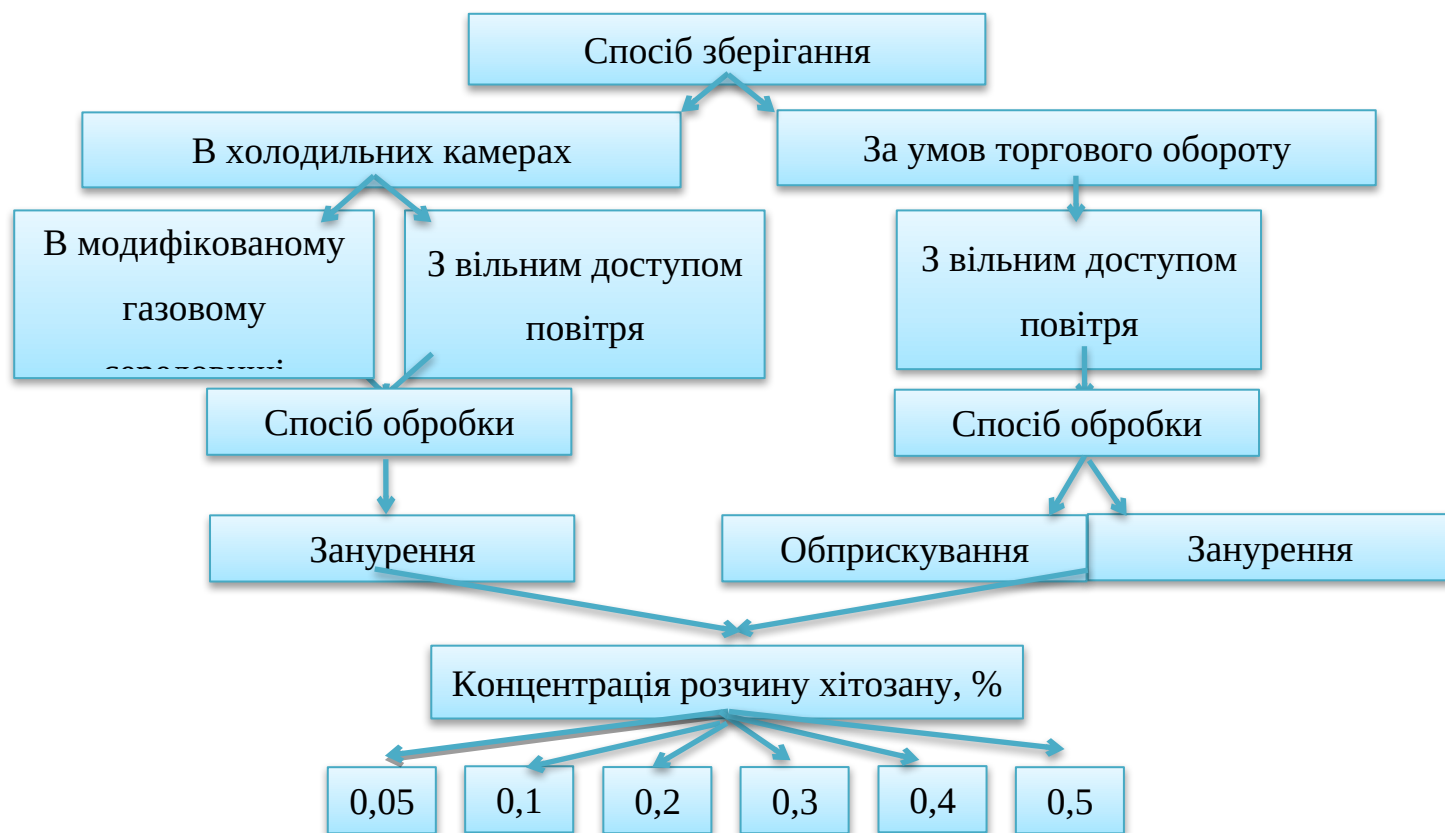 Спосіб зберігання
В холодильних камерах
За умов торгового обороту
В модифікованому
газовому
З вільним доступом
повітря
З вільним доступом
повітря
Спосіб обробки
Спосіб обробки
Занурення
Обприскування
Занурення
Концентрація розчину хітозану, %
0,05
0,1
0,2
0,3
0,4
0,5